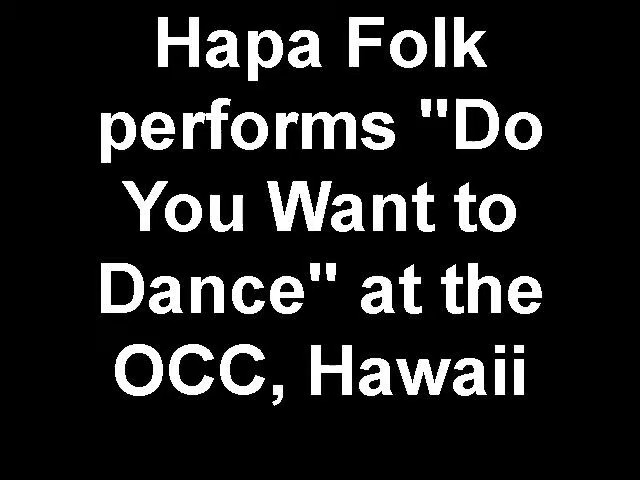 Hapa Folk
performs "Do
You Want to
Dance" at the
OCC, Hawaii